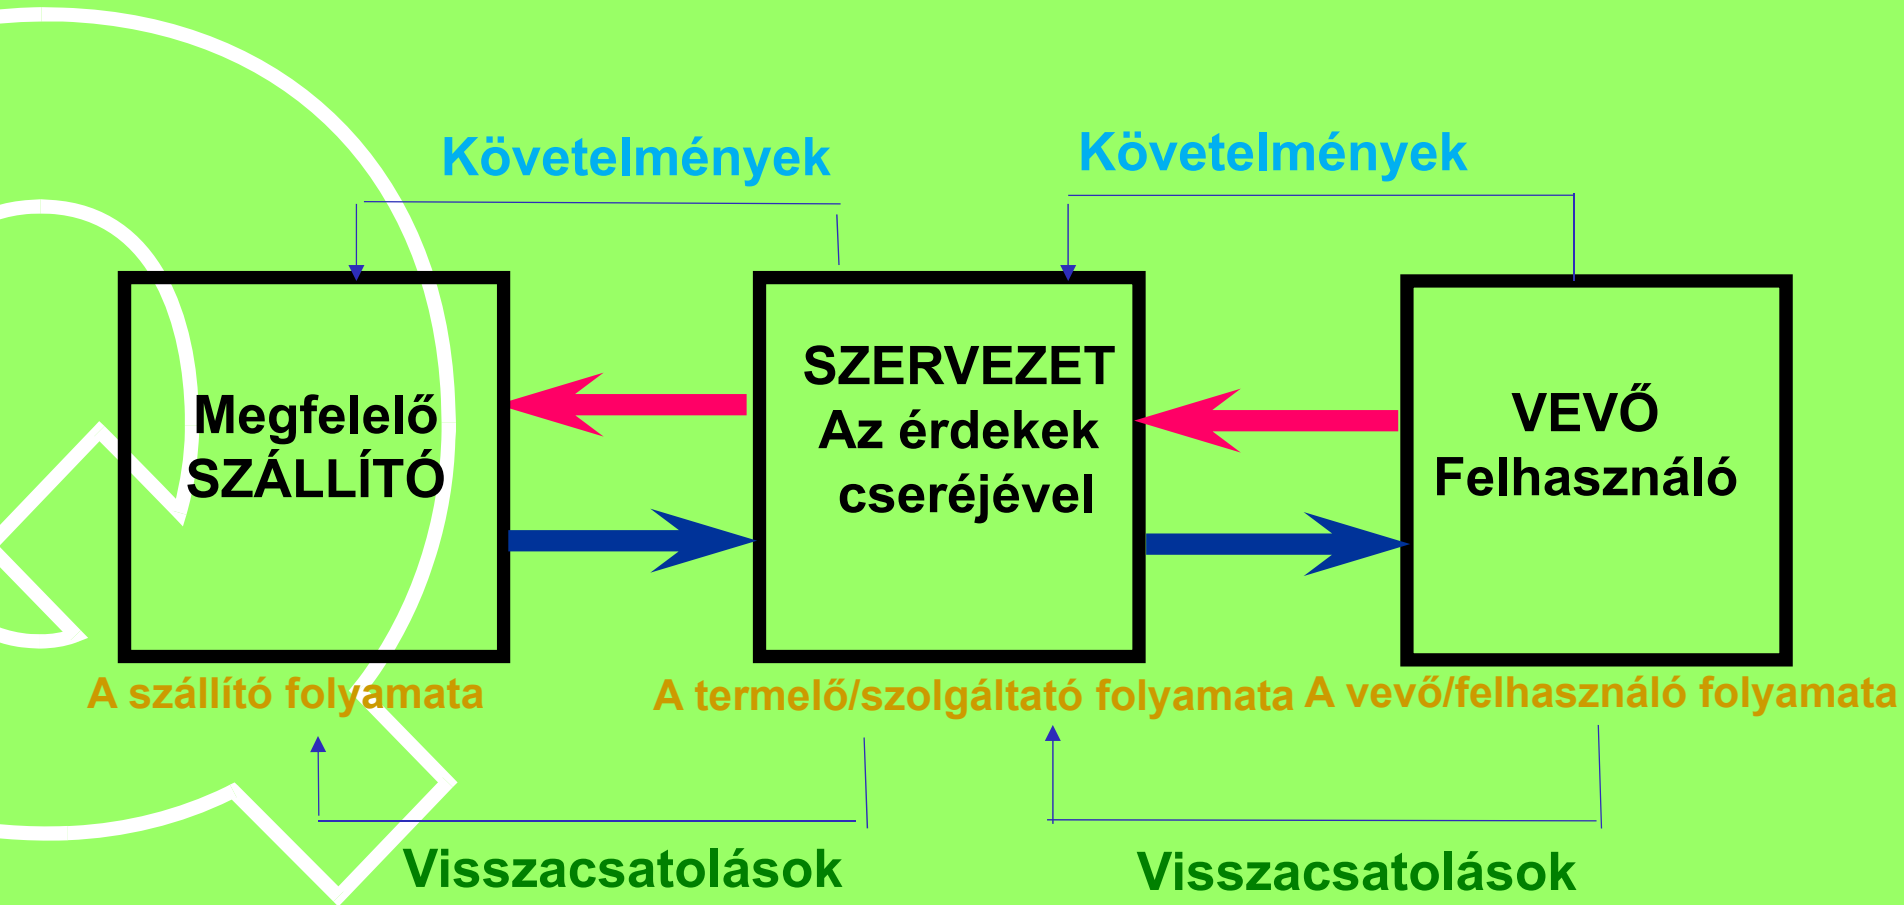 Követelmények
Követelmények
Megfelelő
SZÁLLÍTÓ
SZERVEZET
Az érdekek
cseréjével
VEVŐ
Felhasználó
A szállító folyamata
A termelő/szolgáltató folyamata
A vevő/felhasználó folyamata
Visszacsatolások
Visszacsatolások